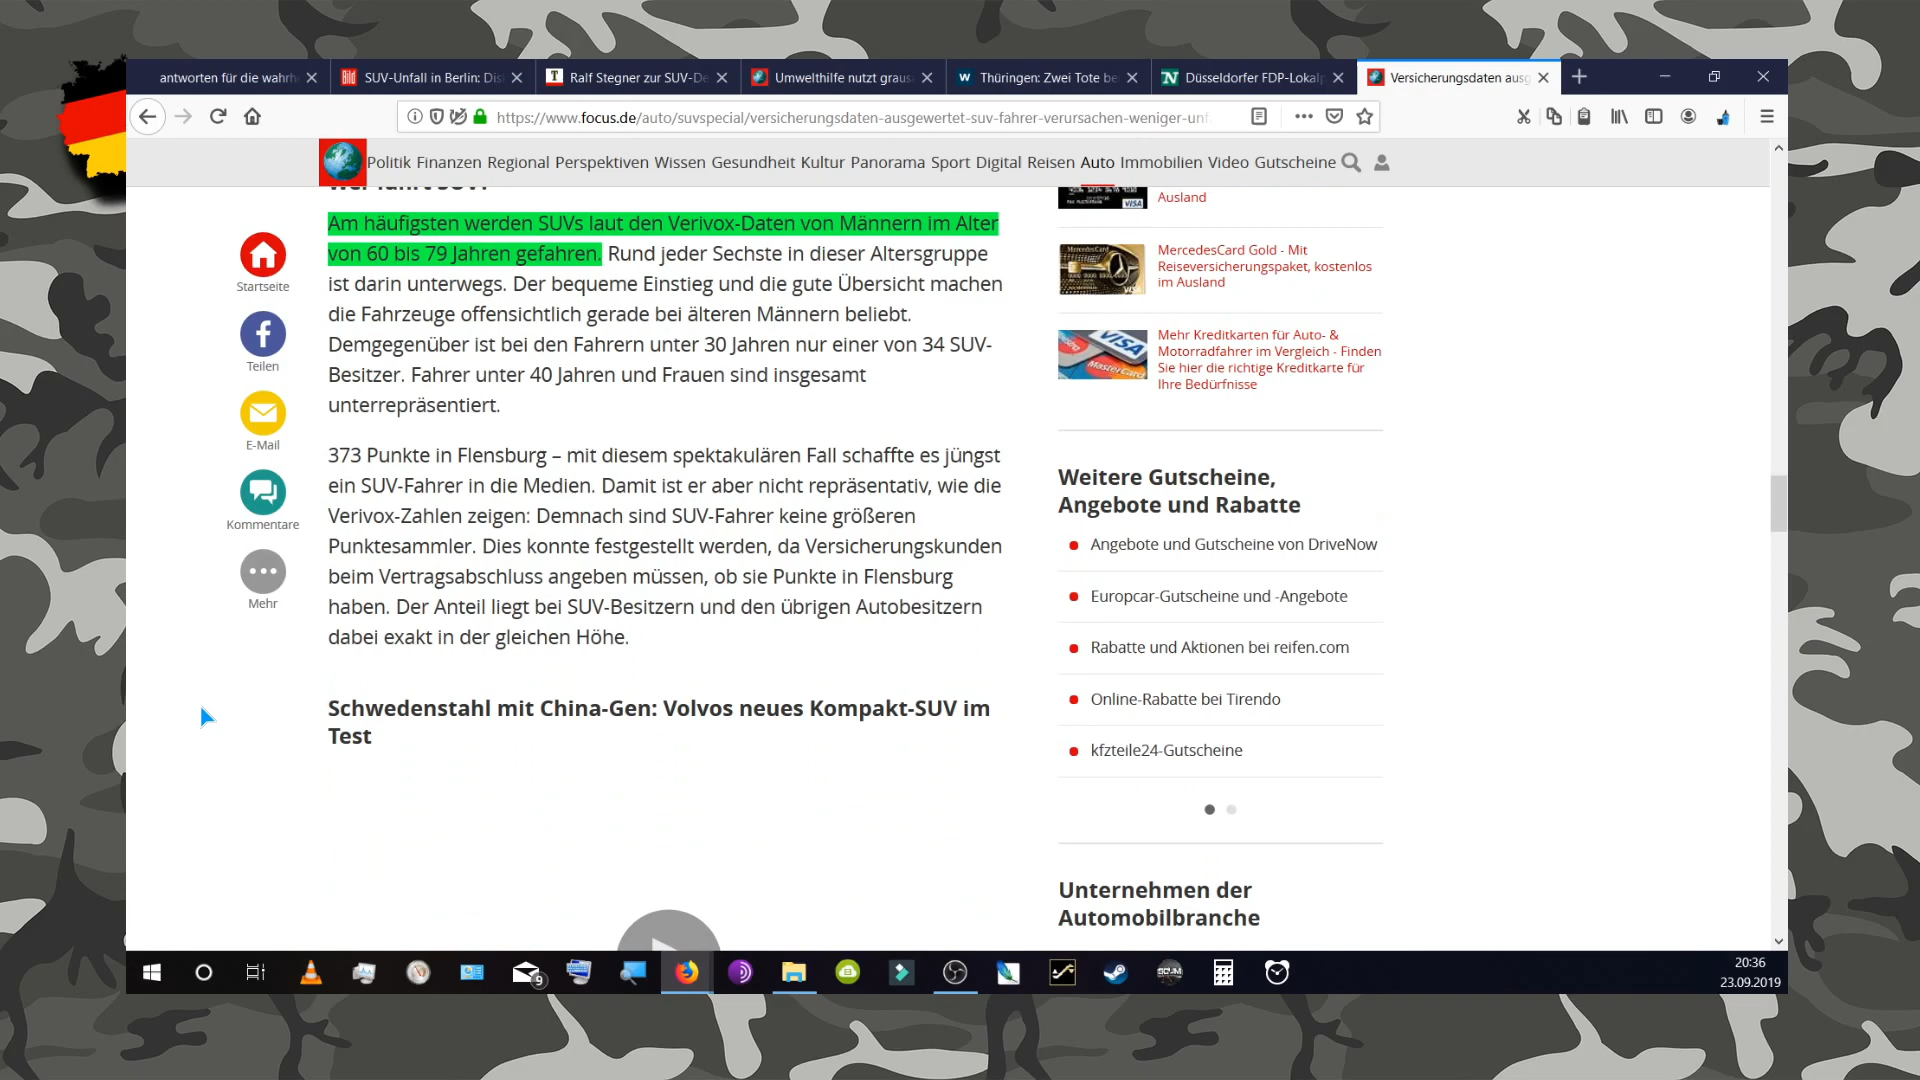 antworten für die wahrh
SUV-Unfall in Berlin: Dis
Ralf Stegner zur SUV-De
Umwelthilfe nutzt graus
Thüringen: Zwei Tote be
Düsseldorfer FDP-Lokalp
Versicherungsdaten ausg
https://www.focus.de/auto/suvspecial/versicherungsdaten-ausgewertet-suv-fahrer-verursachen-weniger-unf
Politik Finanzen Regional Perspektiven Wissen Gesundheit Kultur Panorama Sport Digital Reisen Auto Immobilien Video Gutscheine
Wer fährt SUV?
Am häufigsten werden SUVs laut den Verivox-Daten von Männern im Alter
von 60 bis 79 Jahren gefahren. Rund jeder Sechste in dieser Altersgruppe
ist darin unterwegs. Der bequeme Einstieg und die gute Übersicht machen
die Fahrzeuge offensichtlich gerade bei älteren Männern beliebt.
Demgegenüber ist bei den Fahrern unter 30 Jahren nur einer von 34 SUV-
Besitzer. Fahrer unter 40 Jahren und Frauen sind insgesamt
unterrepräsentiert.
373 Punkte in Flensburg – mit diesem spektakulären Fall schaffte es jüngst
ein SUV-Fahrer in die Medien. Damit ist er aber nicht repräsentativ, wie die
Verivox-Zahlen zeigen: Demnach sind SUV-Fahrer keine größeren
Punktesammler. Dies konnte festgestellt werden, da Versicherungskunden
beim Vertragsabschluss angeben müssen, ob sie Punkte in Flensburg
haben. Der Anteil liegt bei SUV-Besitzern und den übrigen Autobesitzern
dabei exakt in der gleichen Höhe.
Schwedenstahl mit China-Gen: Volvos neues Kompakt-SUV im
Test
Startseite
Teilen
E-Mail
Kommentare
Mehr
Ausland
MercedesCard Gold - Mit
Reiseversicherungspaket, kostenlos
im Ausland
Mehr Kreditkarten für Auto- &
Motorradfahrer im Vergleich - Finden
Sie hier die richtige Kreditkarte für
Ihre Bedürfnisse
VISA
VISA
MasterCard
Weitere Gutscheine,
Angebote und Rabatte
Angebote und Gutscheine von DriveNow
Europcar-Gutscheine und -Angebote
Rabatte und Aktionen bei reifen.com
Online-Rabatte bei Tirendo
kfzteile24-Gutscheine
Unternehmen der
Automobilbranche
9
SCUM
20:36
23.09.2019